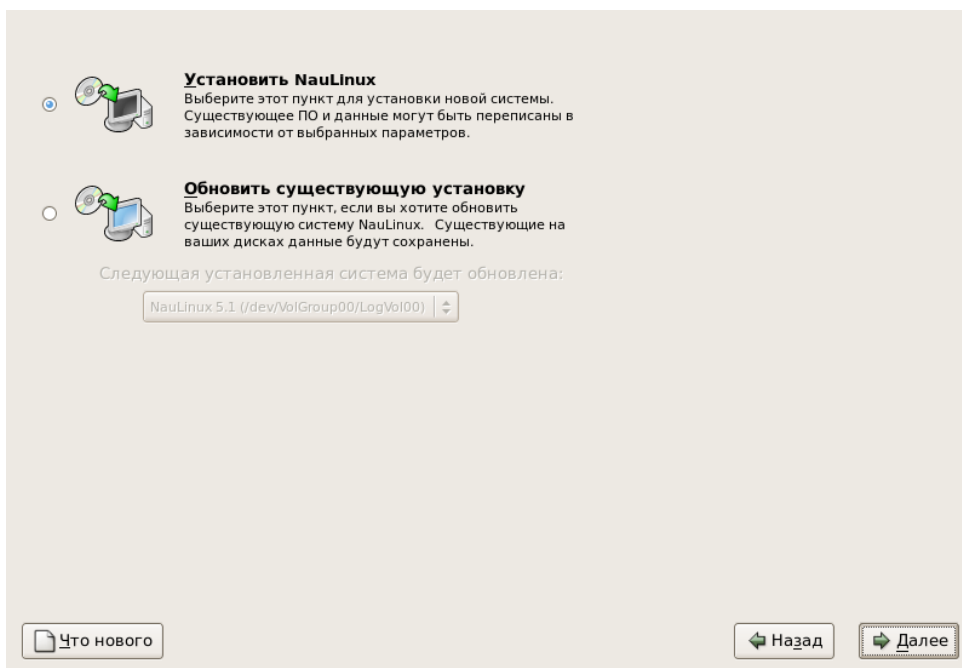 Установить NauLinux
Выберите этот пункт для установки новой системы.
Существующее ПО и данные могут быть переписаны в
зависимости от выбранных параметров.
Обновить существующую установку
Выберите этот пункт, если вы хотите обновить
существующую систему NauLinux. Существующие на
ваших дисках данные будут сохранены.
Следующая установленная система будет обновлена:
NauLinux 5.1 (/dev/VolGroup00/LogVol00)
Что нового
Назад
Далее